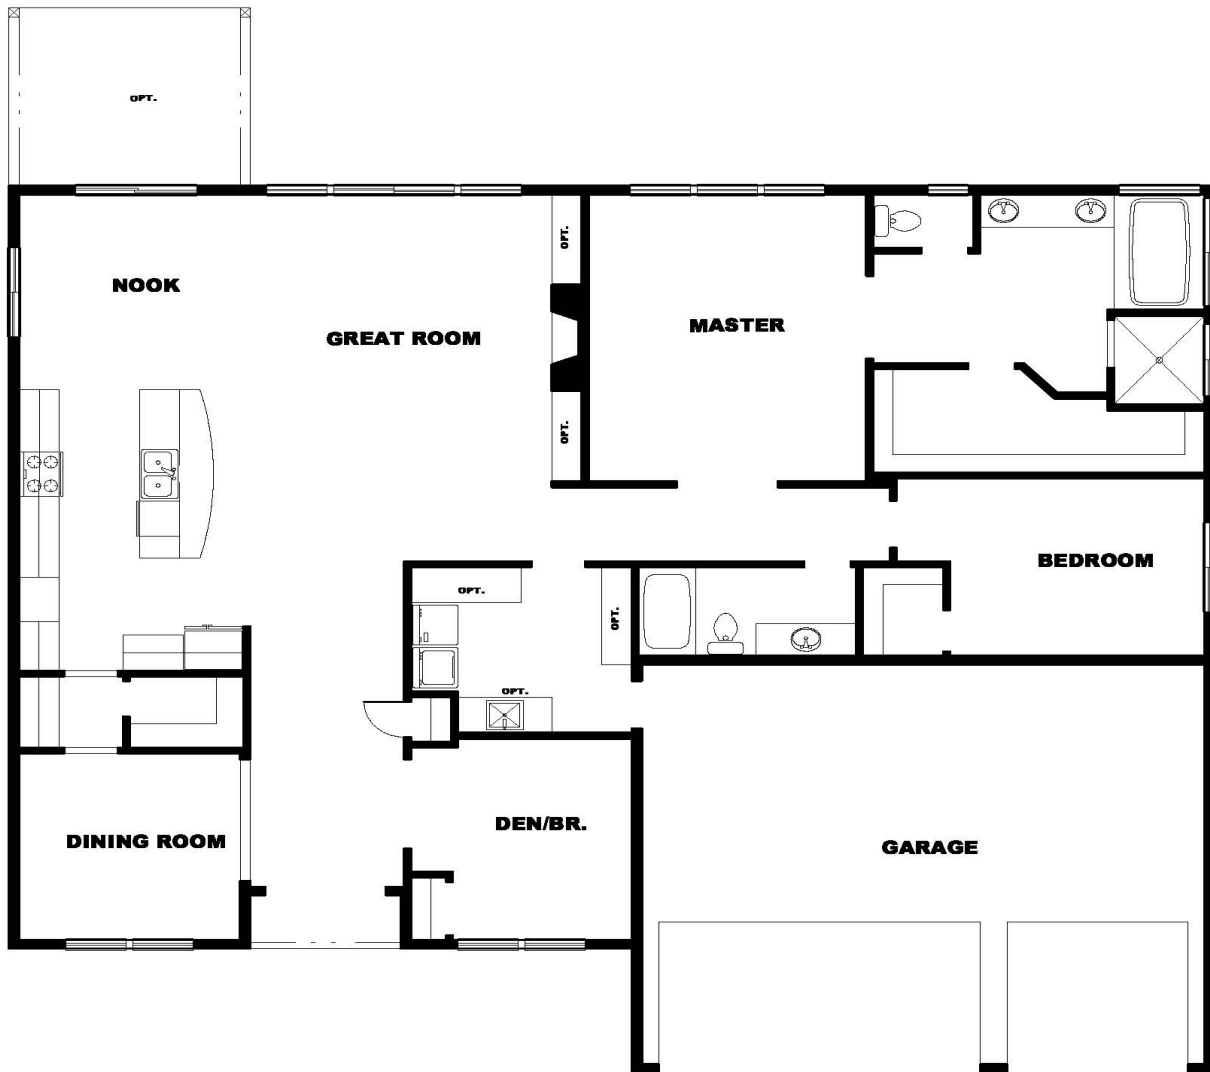 OPT.
OPT.
NOOK
MASTER
GREAT ROOM
OPT.
BEDROOM
OPT.
OPT.
OPT.
DEN/BR.
DINING ROOM
GARAGE